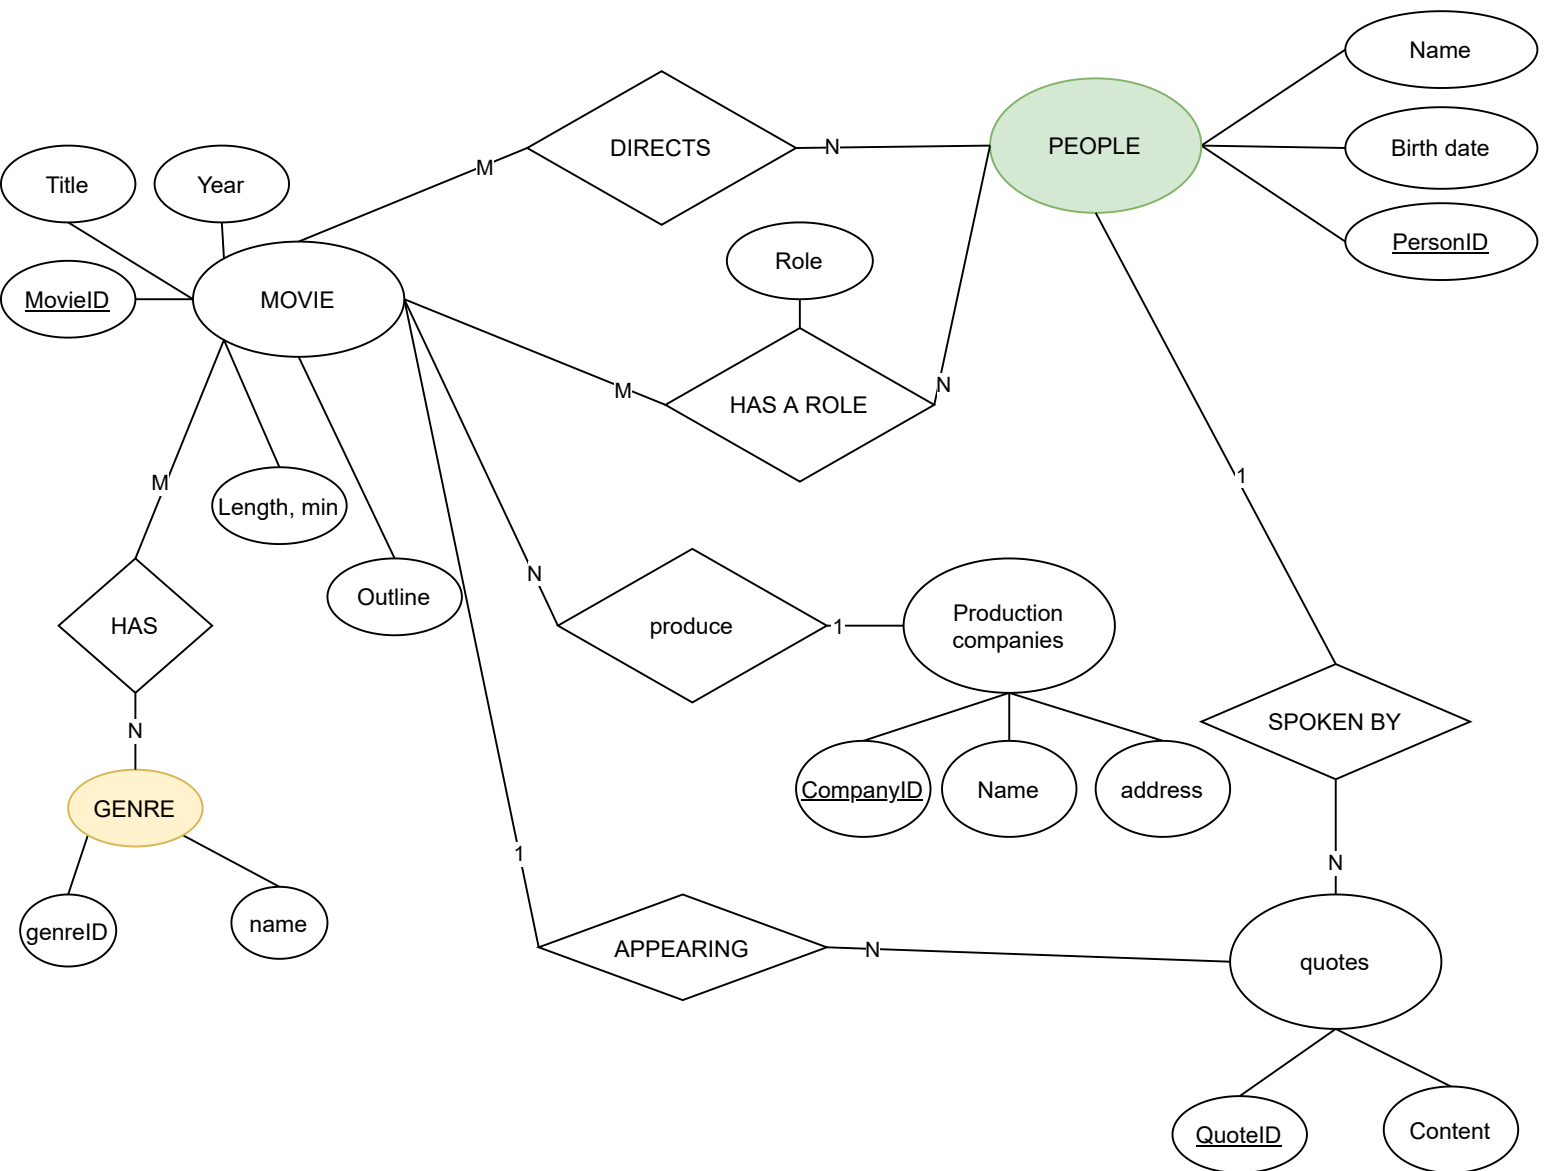 Name
DIRECTS
N
PEOPLE
Birth date
M
Title
Year
PersonID
Role
MovieID
MOVIE
M
HAS A ROLE
N
M
Length, min
1
N
Outline
HAS
produce
1
Production
companies
SPOKEN BY
N
GENRE
CompanyID
Name
address
1
N
genreID
name
APPEARING
N
quotes
QuoteID
Content